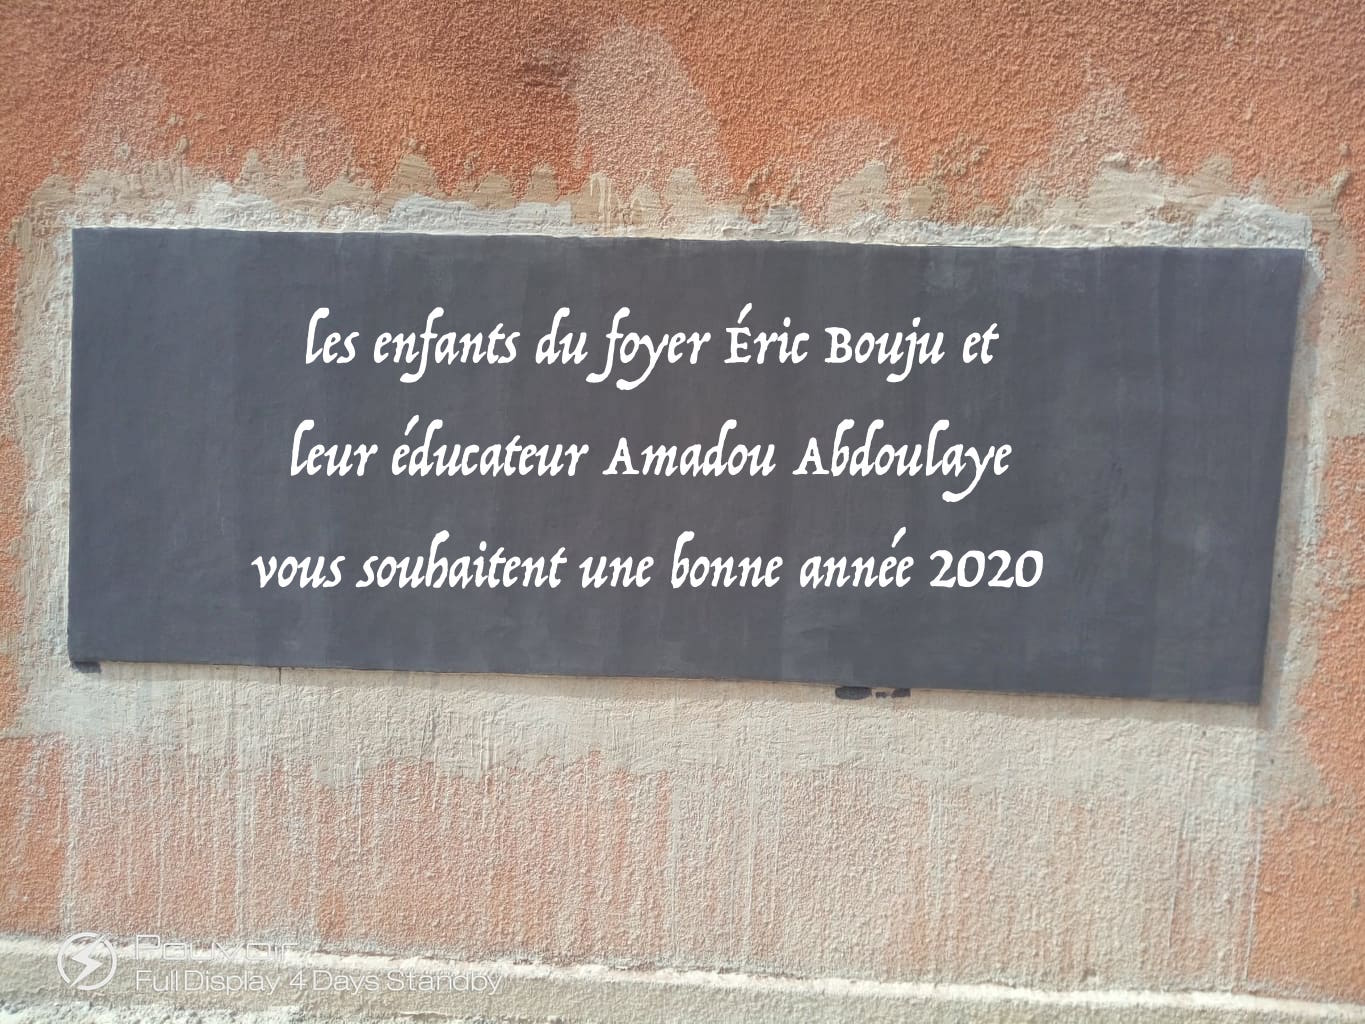 les enfants du foyer Éric Bouju et
leur éducateur Amadou Abdoulaye
vous souhaitent une bonne année 2020
Pouvoir
Full Display 4 Days Standby